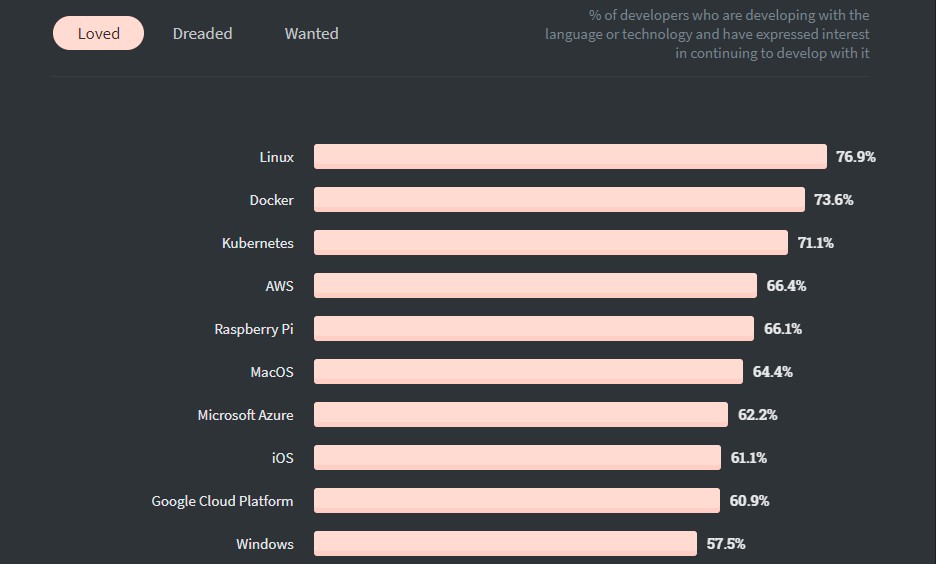 Loved Dreaded Wanted
% of developers who are developing with the
language or technology and have expressed interest
in continuing to develop with it
Linux 76.9%
Docker 73.6%
Kubernetes 71.1%
AWS 66.4%
Raspberry Pi 66.1%
MacOS 64.4%
Microsoft Azure 62.2%
iOS 61.1%
Google Cloud Platform 60.9%
Windows 57.5%